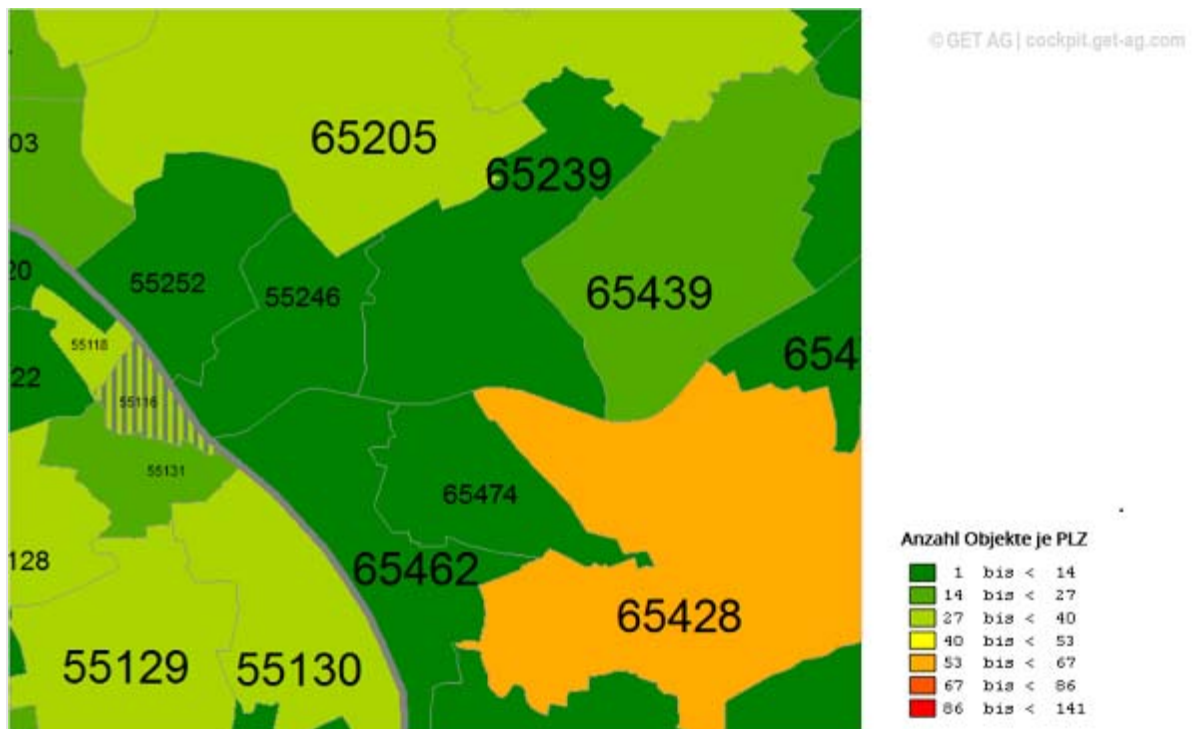 © GET AG | cockpit.get-ag.com
65205
03
65239
20
55252
55246
65439
55118
654
22
55116
55131
65474
128
65462
65428
55129
55130
Anzahl Objekte je PLZ
1 bis < 14
14 bis < 27
27 bis < 40
40 bis < 53
53 bis < 67
67 bis < 86
86 bis < 141